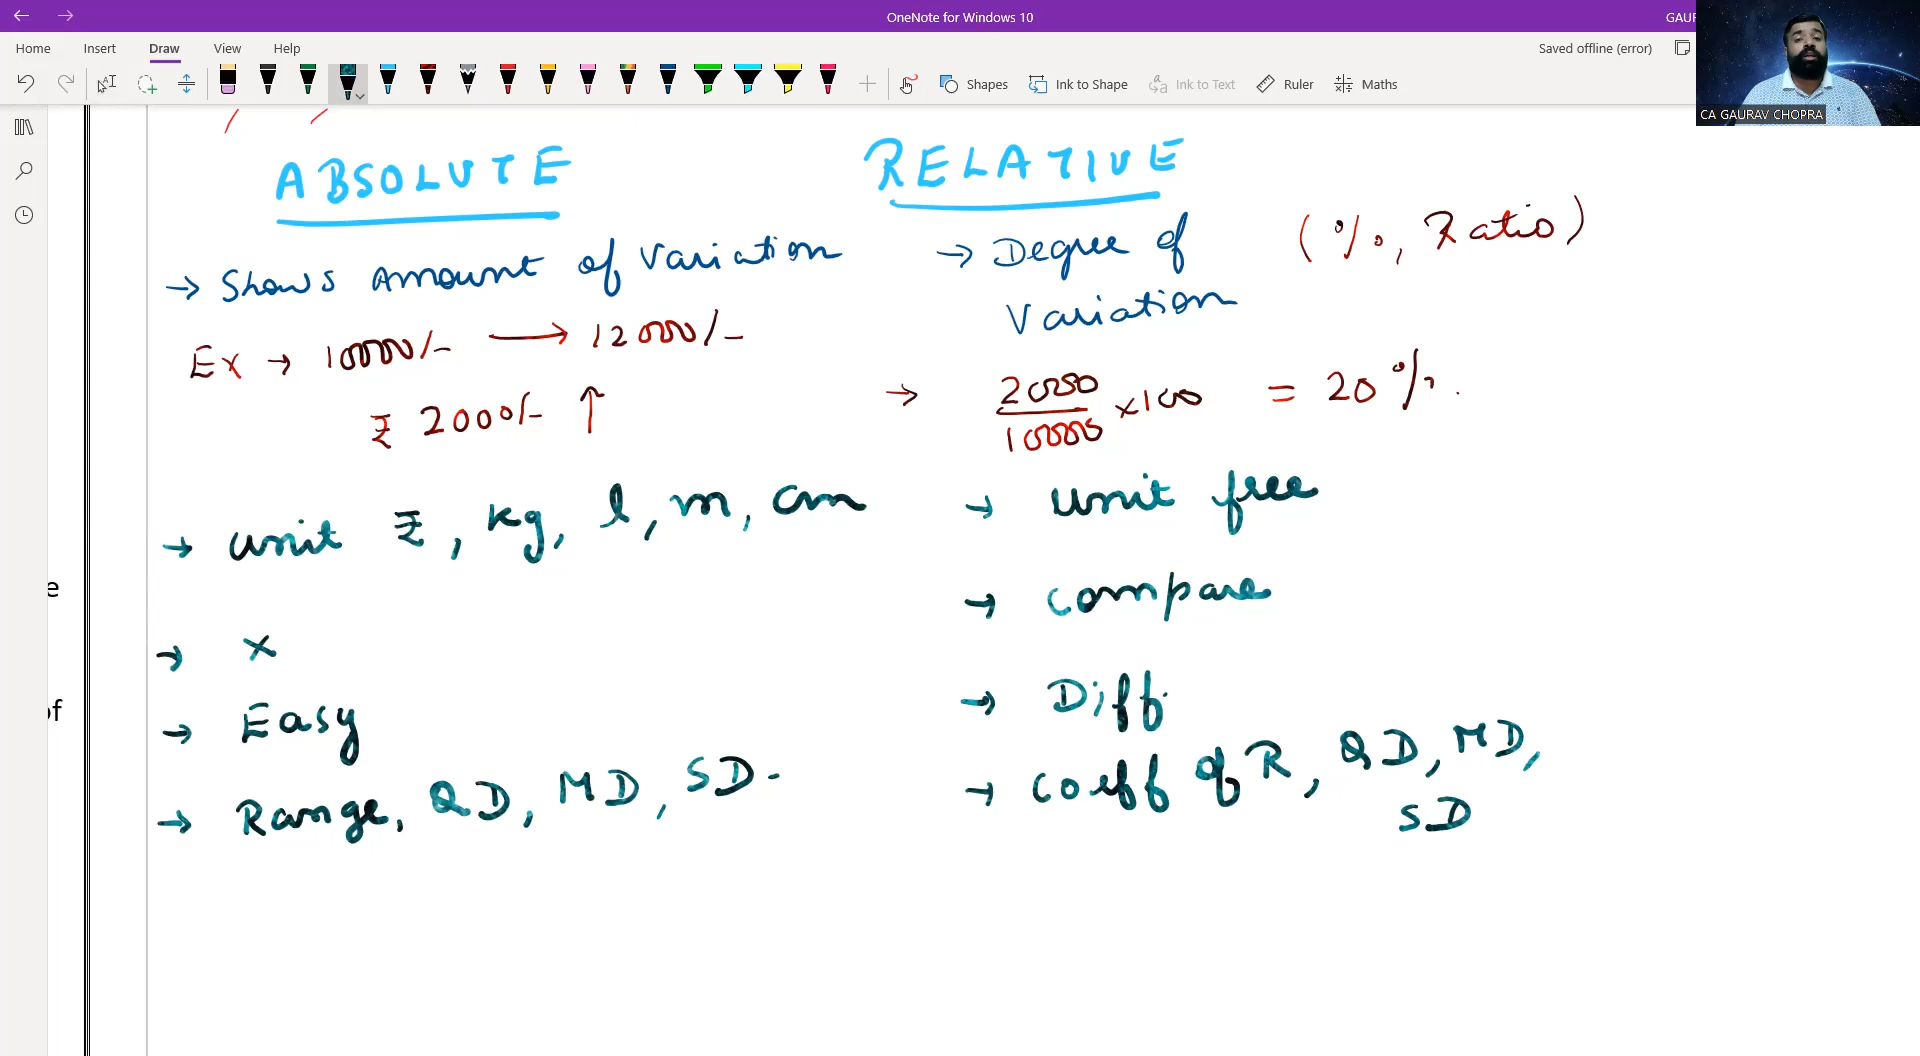 OneNote for Windows 10
GAUR
Home Insert Draw View Help
Saved offline (error)
Shapes Ink to Shape Ink to Text Ruler Maths
CA GAURAV CHOPRA
ABSOLUTE
→ Shows Amount of Variation
Ex → 10000/- → 12000/-
₹ 2000/- ↑
→ unit ₹, kg, l, m, cm
→ x
→ Easy
→ Range, QD, MD, SD.
RELATIVE
→ Degree of (%, Ratio)
Variation
→ 2000/10000 ×100 = 20%.
→ unit free
→ compare
→ Diff.
→ coeff of R, QD, MD,
SD
e
of